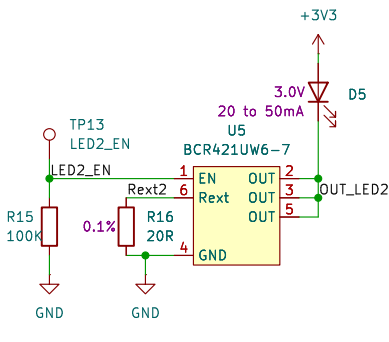 +3V3
3.0V
D5
20 to 50mA
TP13
LED2_EN
U5
BCR421UW6-7
LED2_EN
1
EN
OUT
2
OUT_LED2
Rext2
6
Rext
OUT
3
R15
100K
0.1%
R16
20R
OUT
5
4
GND
GND
GND